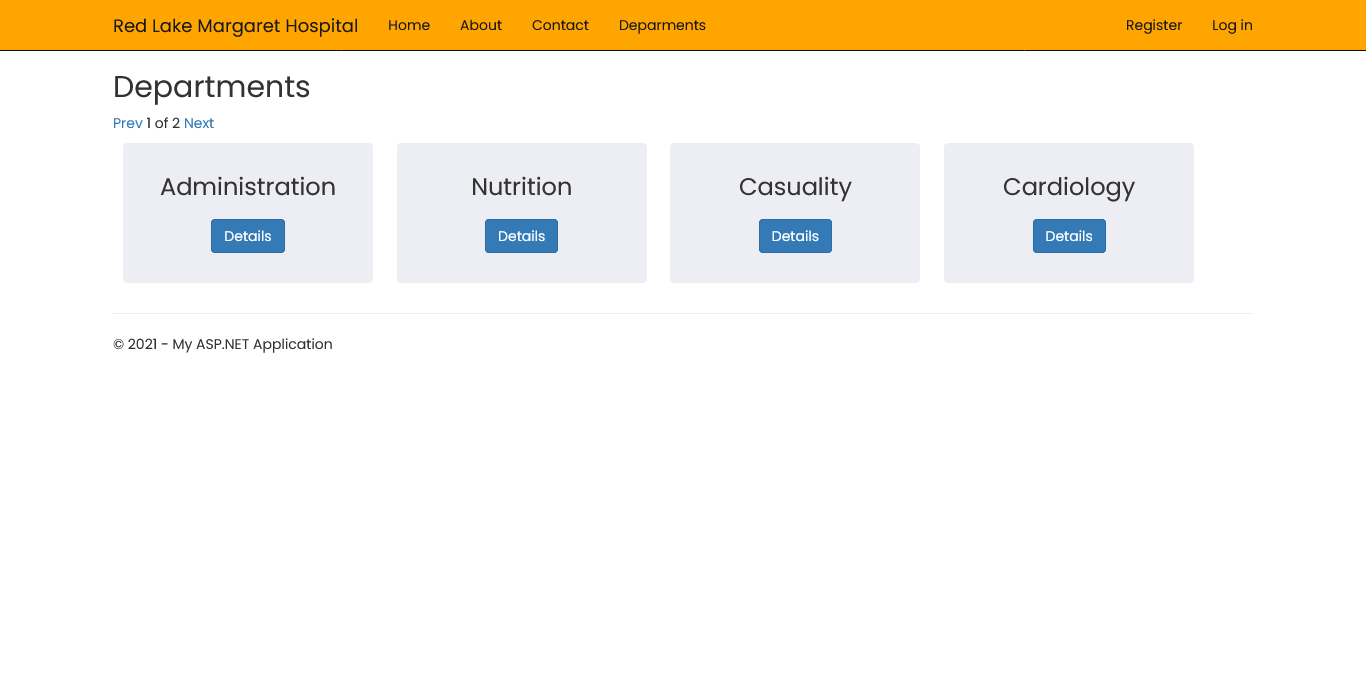 Red Lake Margaret Hospital Home About Contact Deparments Register Log in
Departments
Prev 1 of 2 Next
Administration Nutrition Casuality Cardiology
Details Details Details Details
© 2021 - My ASP.NET Application